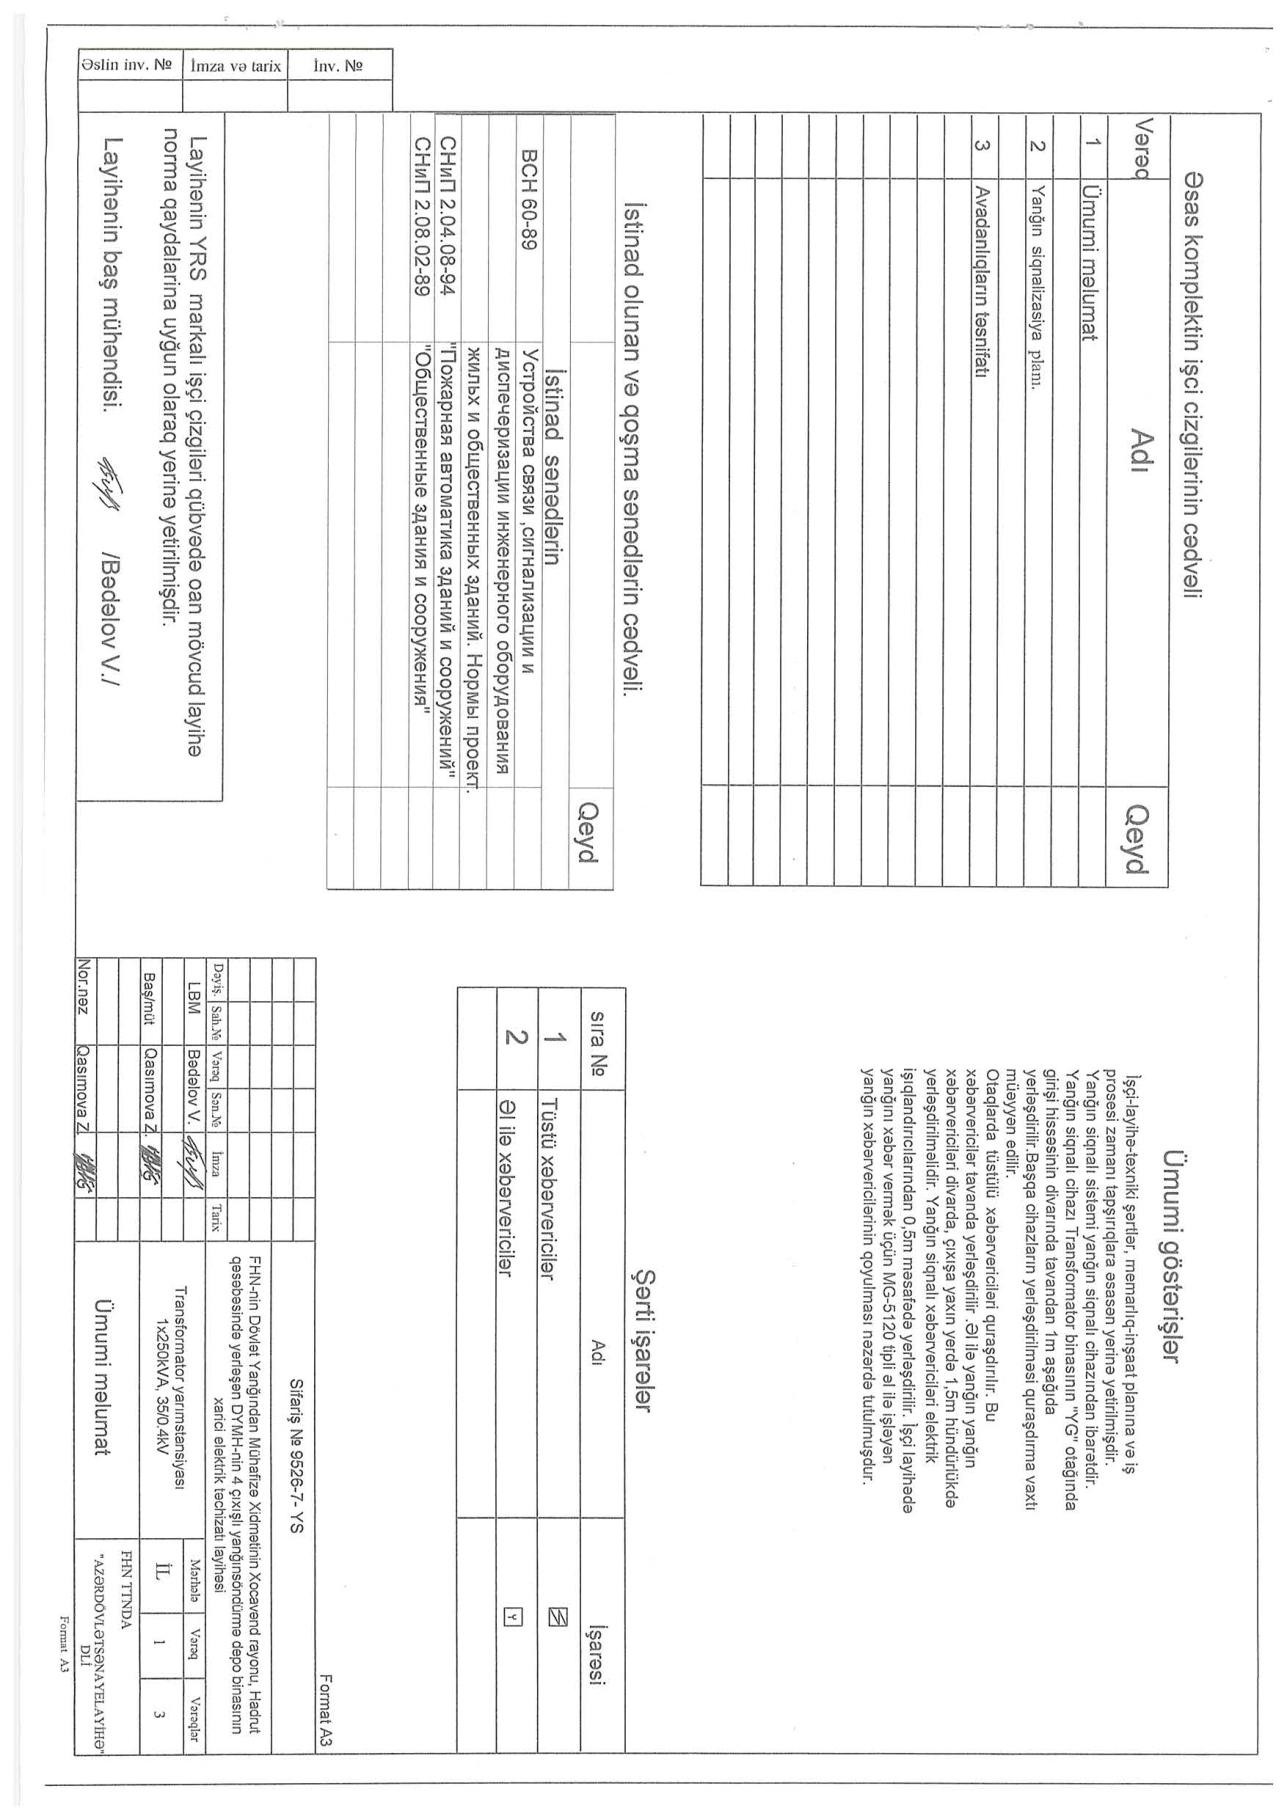 Əsas komplektin işci cizgilərinin cədvəli
Vərəq Adı Qeyd
1 Ümumi məlumat
2 Yanğın siqnalizasiya planı.
3 Avadanlıqların təsnifatı
İstinad olunan və qoşma sənədlərin cədvəli.
Qeyd
İstinad sənədlərin
ВСН 60-89 Устройства связи ,сигнализации и
диспечеризации инженерного оборудования
жилых и общественных зданий. Нормы проект.
СНиП 2.04.08-94 "Пожарная автоматика зданий и сооружений"
СНиП 2.08.02-89 "Общественные здания и сооружения"
Layihənin YRS markalı işçi çizgiləri qübvədə oan mövcud layihə
norma qaydalarina uyğun olaraq yerinə yetirilmişdir.
Layihənin baş mühəndisi. /Bədəlov V./
Əslin inv. №
İmza və tarix
İnv. №
Ümumi göstərişlər
İşçi-layihə-texniki şərtlər, memarlıq-inşaat planına və iş
prosesi zamanı tapşırıqlara əsasən yerinə yetirilmişdir.
Yanğın siqnalı sistemi yanğın siqnalı cihazından ibarətdir.
Yanğın siqnalı cihazı Transformator binasının "YG" otağında
girişi hissəsinin divarında tavandan 1m aşağıda
yerləşdirilir.Başqa cihazların yerləşdirilməsi quraşdırma vaxtı
müəyyən edilir.
Otaqlarda tüstülü xəbərvericiləri quraşdırılır. Bu
xəbərvericilər tavanda yerləşdirilir .Əl ilə yanğın yanğın
xəbərvericiləri divarda, çıxışa yaxın yerdə 1,5m hündürlükdə
yerləşdirilməlidir. Yanğın siqnalı xəbərvericiləri elektrik
işıqlandırıcılarından 0,5m məsafədə yerləşdirilir. İşçi layihədə
yanğını xəbər vermək üçün MG-5120 tipli əl ilə işləyən
yanğın xəbərvericilərinin qoyulması nəzərdə tutulmuşdur.
Şərti işarələr
sıra № Adı İşarəsi
1 Tüstü xəbərvericilər
2 Əl ilə xəbərvericilər Y
Format A3
Sifariş № 9526-7- YS
FHN-nin Dövlət Yanğından Mühafizə Xidmətinin Xocavənd rayonu, Hadrut
qəsəbəsində yerləşən DYMH-nin 4 çıxışlı yanğınsöndürmə depo binasının
xarici elektrik təchizatı layihəsi
Dəyiş. Sah.№ Vərəq Sən.№ İmza Tarix
LBM Bədəlov V.
Baş/müt Qasımova Z.
Nor.nəz Qasımova Z.
Transformator yarımstansiyası
1x250kVA, 35/0.4kV
Mərhələ Vərəq Vərəqlər
İL 1 3
Ümumi məlumat
FHN TTNDA
"AZƏRDÖVLƏTSƏNAYELAYİHƏ"
DLİ
Format A3